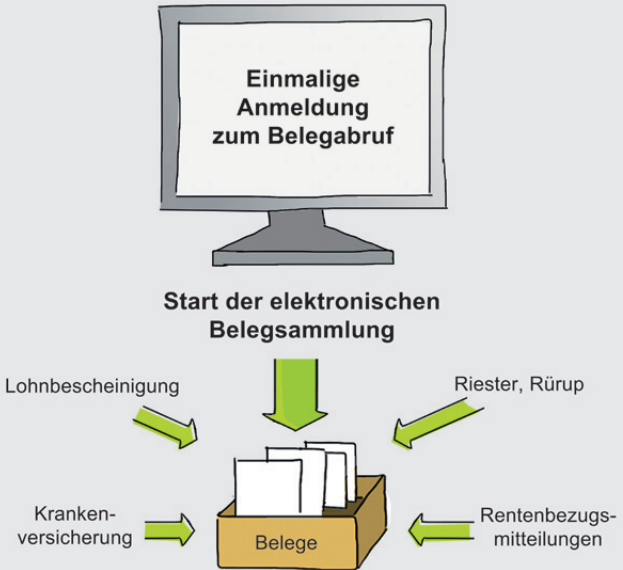 Einmalige
Anmeldung
zum Belegabruf
Start der elektronischen
Belegsammlung
Lohnbescheinigung
Riester, Rürup
Kranken-
versicherung
Belege
Rentenbezugs-
mitteilungen